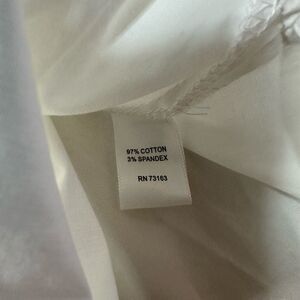 97% COTTON
3% SPANDEX
RN 73163